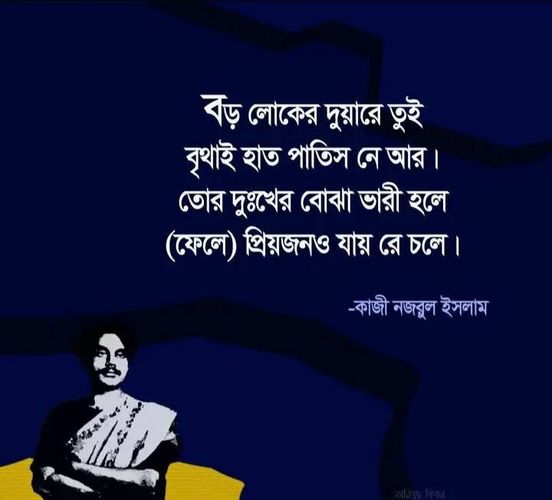 বড় লোকের দুয়ারে তুই
বৃথাই হাত পাতিস নে আর।
তোর দুঃখের বোঝা ভারী হলে
(ফেলে) প্রিয়জনও যায় রে চলে।
-কাজী নজরুল ইসলাম